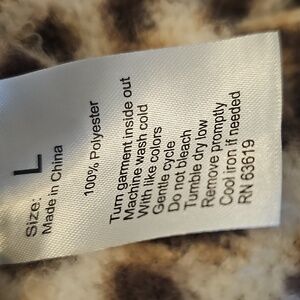 Size: L
Made in China
100% Polyester
Turn garment inside out
Machine wash cold
With like colors
Gentle cycle
Do not bleach
Tumble dry low
Remove promptly
Cool iron if needed
RN 63619